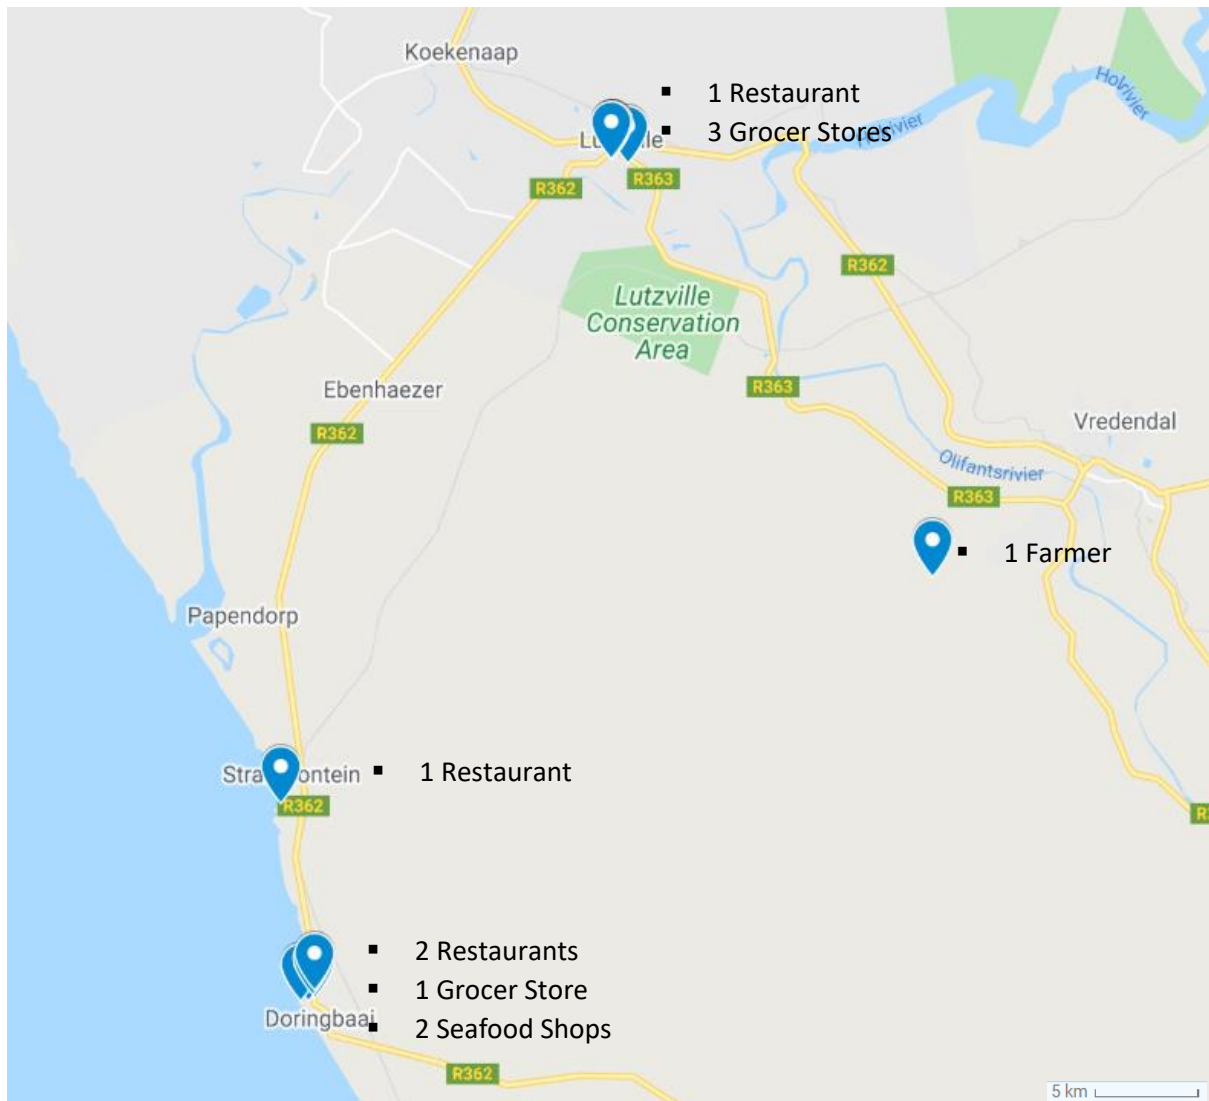 Koekenaap
Holrivier
▪ 1 Restaurant
▪ 3 Grocer Stores
R362
R363
R362
Lutzville
Conservation
Area
Ebenhaezer
R363
R362
Vredendal
Olifantsrivier
R363
▪ 1 Farmer
Papendorp
▪ 1 Restaurant
R362
▪ 2 Restaurants
▪ 1 Grocer Store
Doringbaai
▪ 2 Seafood Shops
R362
5 km